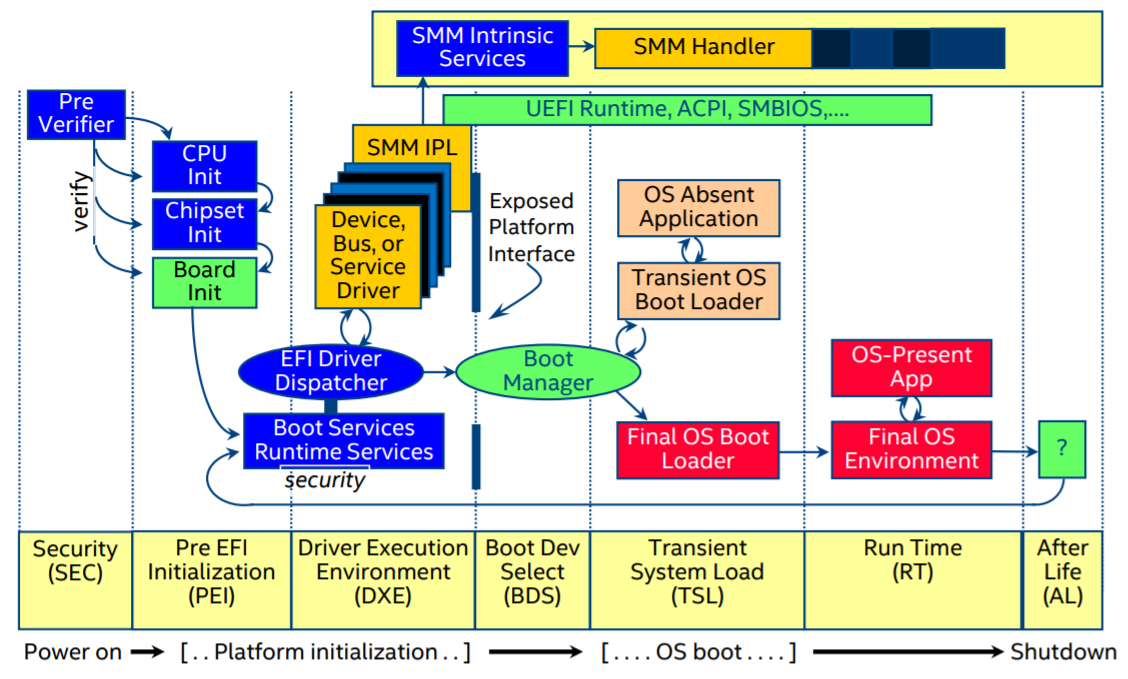 SMM Intrinsic
Services
SMM Handler
UEFI Runtime, ACPI, SMBIOS,....
Pre
Verifier
verify
CPU
Init
Chipset
Init
Board
Init
SMM IPL
Device,
Bus, or
Service
Driver
Exposed
Platform
Interface
OS Absent
Application
Transient OS
Boot Loader
EFI Driver
Dispatcher
Boot
Manager
OS-Present
App
Boot Services
Runtime Services
security
Final OS Boot
Loader
Final OS
Environment
?
Security
(SEC)
Pre EFI
Initialization
(PEI)
Driver Execution
Environment
(DXE)
Boot Dev
Select
(BDS)
Transient
System Load
(TSL)
Run Time
(RT)
After
Life
(AL)
Power on
[ . . Platform initialization . . ]
[ . . . . OS boot . . . . ]
Shutdown